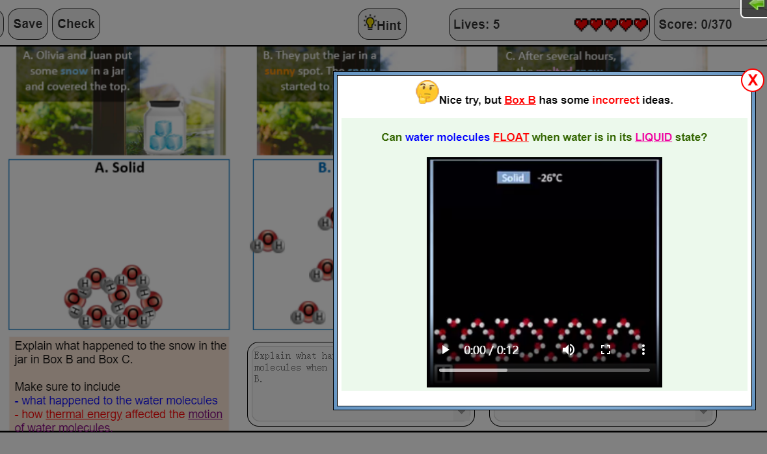 Save
Check
Hint
Lives: 5
Score: 0/370
A. Olivia and Juan put
some snow in a jar
and covered the top.
B. They put the jar in a
sunny spot. The snow
started to
C. After several hours,
the melted snow
X
Nice try, but Box B has some incorrect ideas.
Can water molecules FLOAT when water is in its LIQUID state?
Solid -26°C
0:00 / 0:12
A. Solid
B.
O
H
Explain what happened to the snow in the
jar in Box B and Box C.
Make sure to include
- what happened to the water molecules
- how thermal energy affected the motion
of water molecules
Explain what hap
molecules when
B.